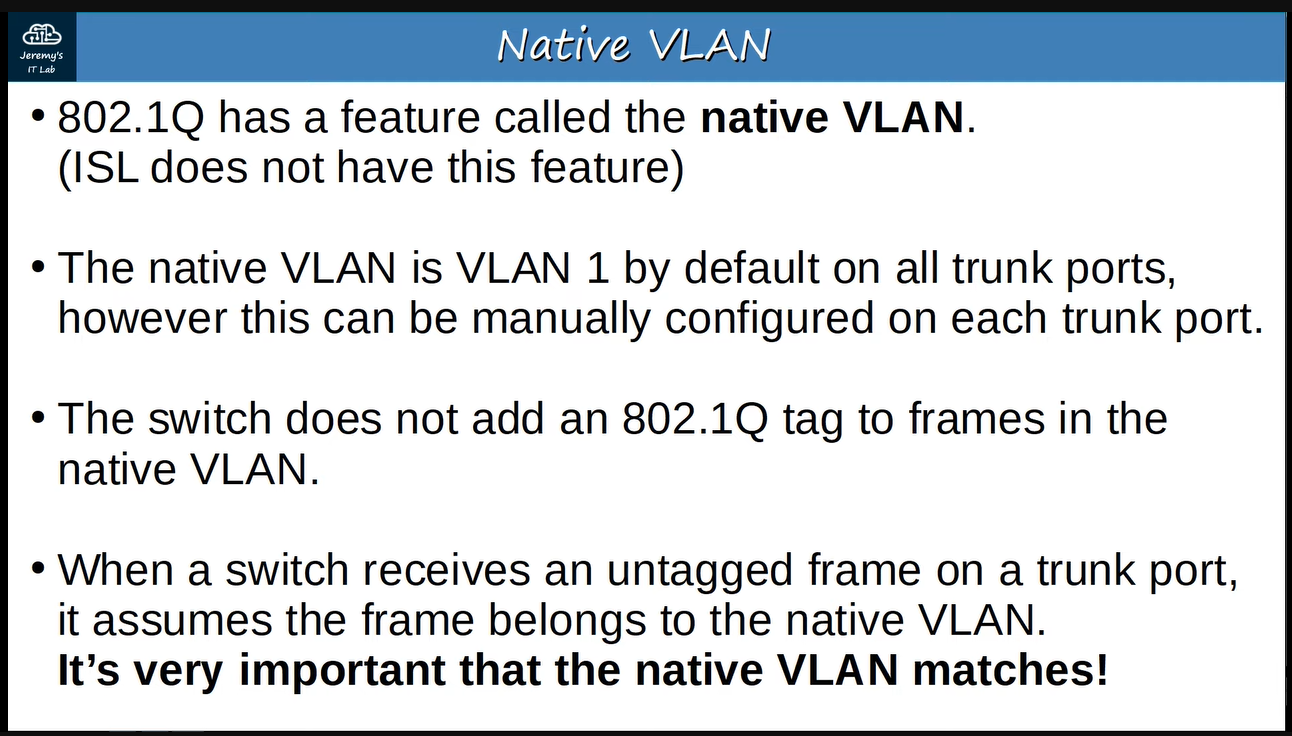 Jeremy's
IT Lab
Native VLAN
• 802.1Q has a feature called the native VLAN.
(ISL does not have this feature)
• The native VLAN is VLAN 1 by default on all trunk ports,
however this can be manually configured on each trunk port.
• The switch does not add an 802.1Q tag to frames in the
native VLAN.
• When a switch receives an untagged frame on a trunk port,
it assumes the frame belongs to the native VLAN.
It’s very important that the native VLAN matches!